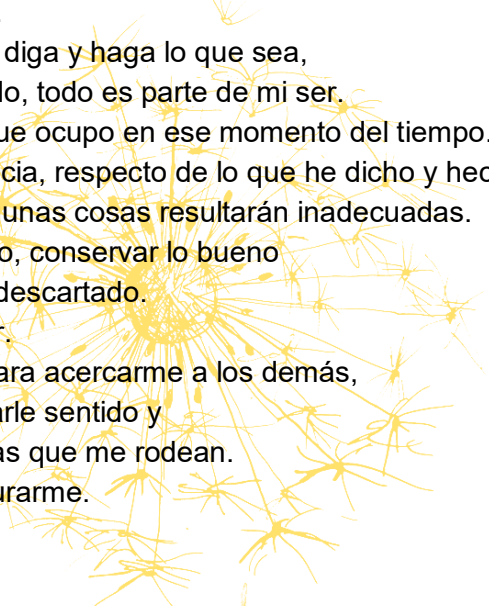 diga y haga lo que sea,
do, todo es parte de mi ser.
ue ocupo en ese momento del tiempo.
cia, respecto de lo que he dicho y hec
unas cosas resultarán inadecuadas.
o, conservar lo bueno
descartado.
r.
ara acercarme a los demás,
arle sentido y
as que me rodean.
urarme.